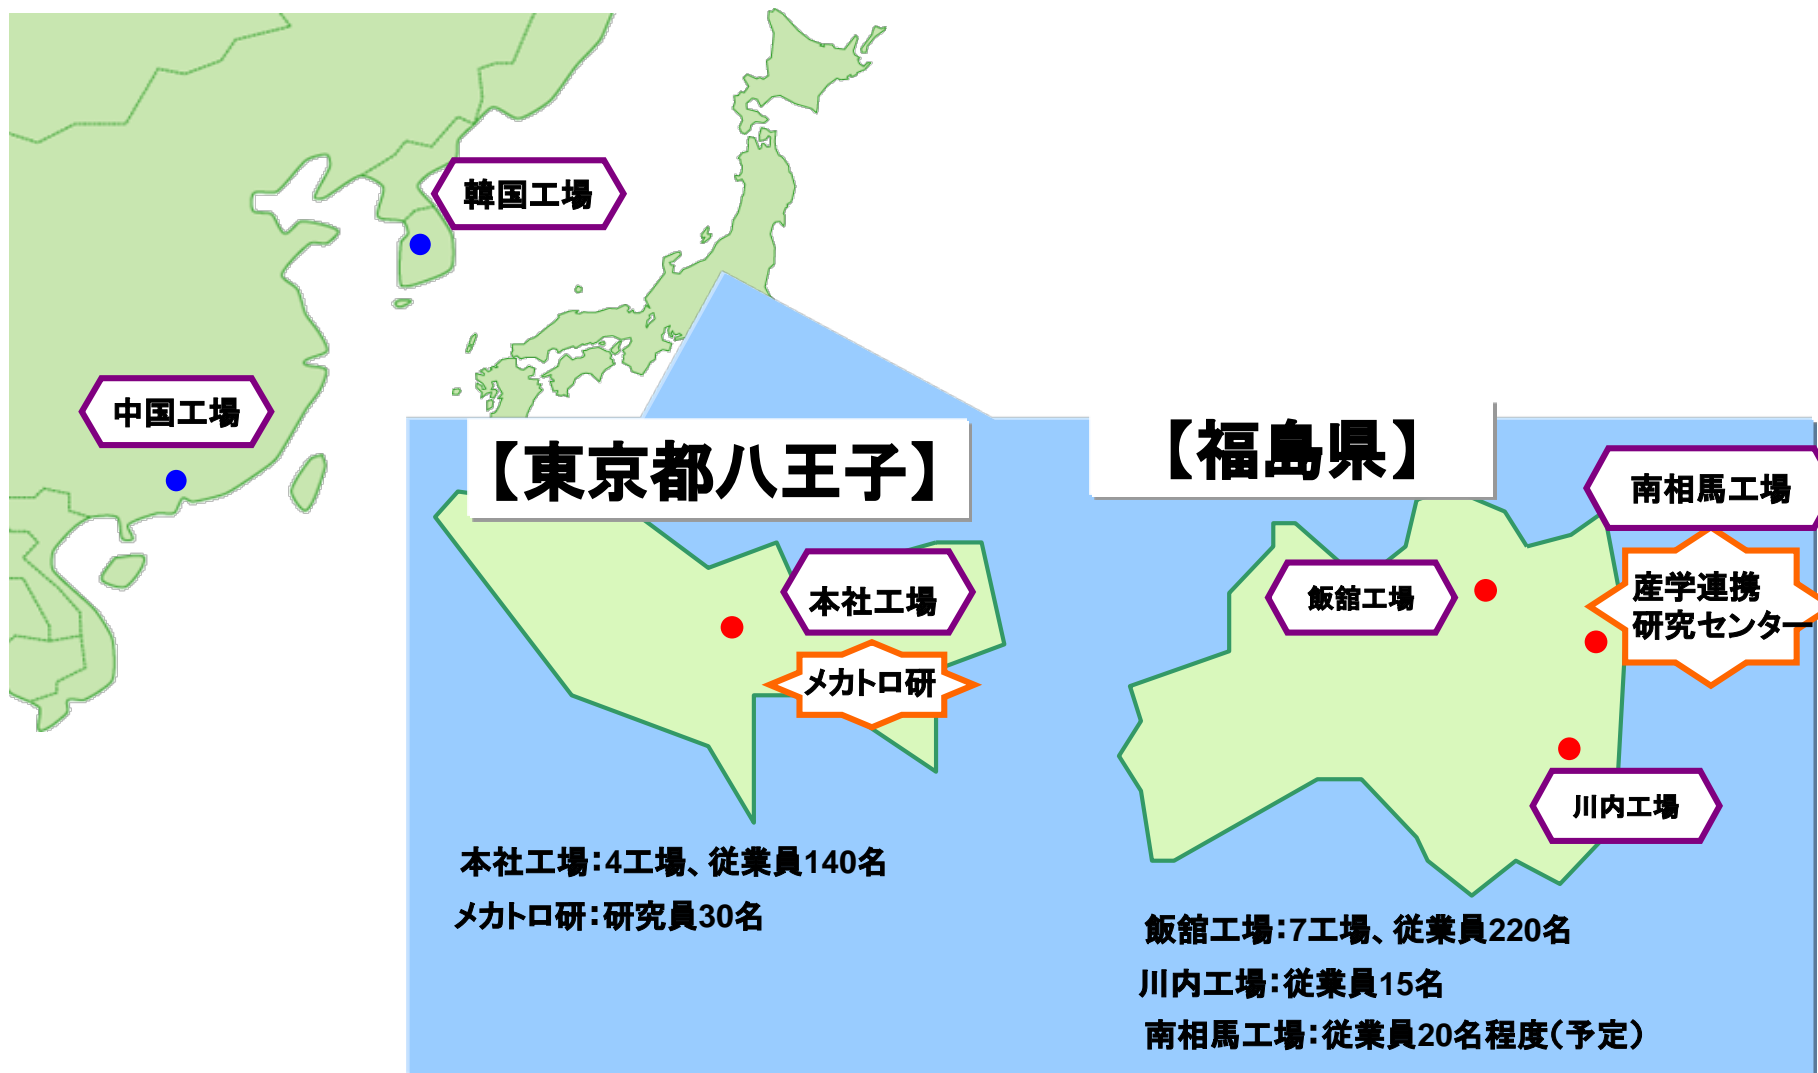 韓国工場
中国工場
【東京都八王子】
本社工場
メカトロ研
本社工場：4工場、従業員140名
メカトロ研：研究員30名
【福島県】
南相馬工場
産学連携
研究センター
飯舘工場
川内工場
飯舘工場：7工場、従業員220名
川内工場：従業員15名
南相馬工場：従業員20名程度（予定）